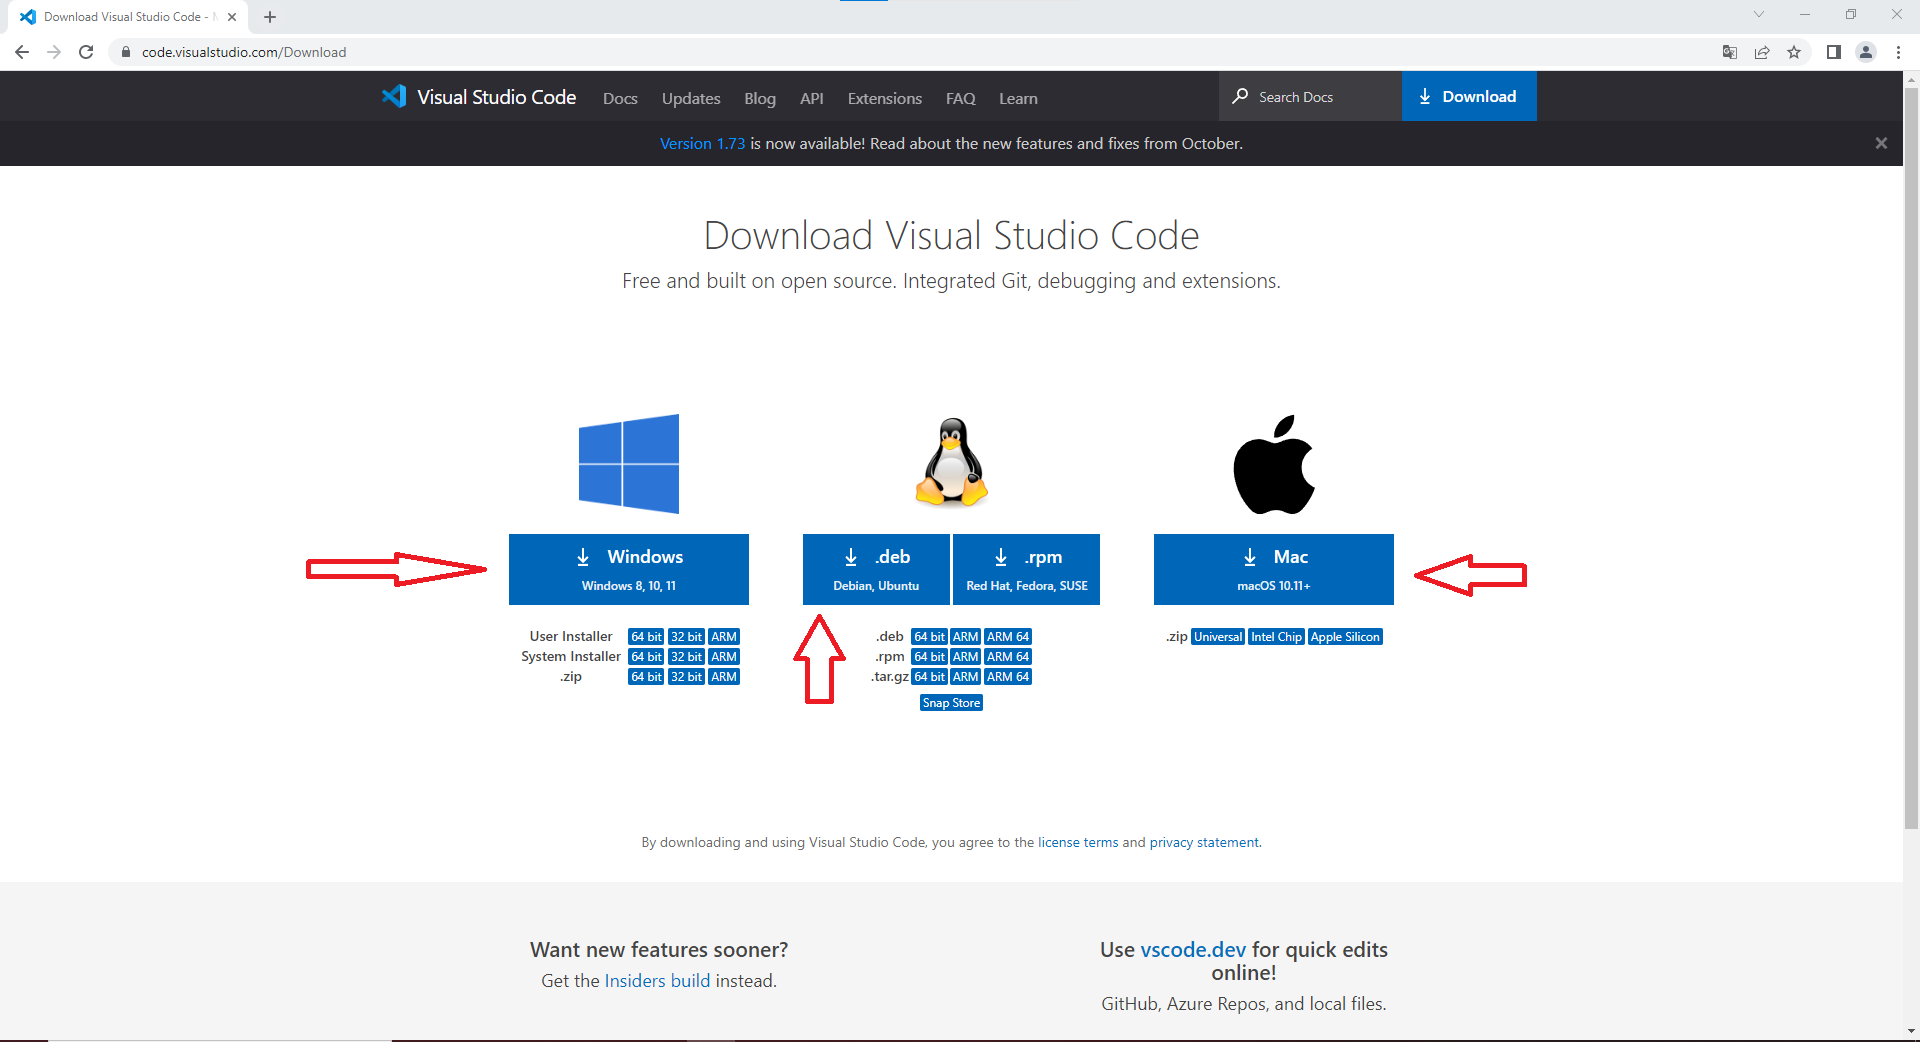 Download Visual Studio Code -
code.visualstudio.com/Download
Visual Studio Code Docs Updates Blog API Extensions FAQ Learn Search Docs Download
Version 1.73 is now available! Read about the new features and fixes from October.
Download Visual Studio Code
Free and built on open source. Integrated Git, debugging and extensions.
Windows
Windows 8, 10, 11
User Installer 64 bit 32 bit ARM
System Installer 64 bit 32 bit ARM
.zip 64 bit 32 bit ARM
.deb
Debian, Ubuntu
.rpm
Red Hat, Fedora, SUSE
.deb 64 bit ARM ARM 64
.rpm 64 bit ARM ARM 64
.tar.gz 64 bit ARM ARM 64
Snap Store
Mac
macOS 10.11+
.zip Universal Intel Chip Apple Silicon
By downloading and using Visual Studio Code, you agree to the license terms and privacy statement.
Want new features sooner?
Get the Insiders build instead.
Use vscode.dev for quick edits
online!
GitHub, Azure Repos, and local files.